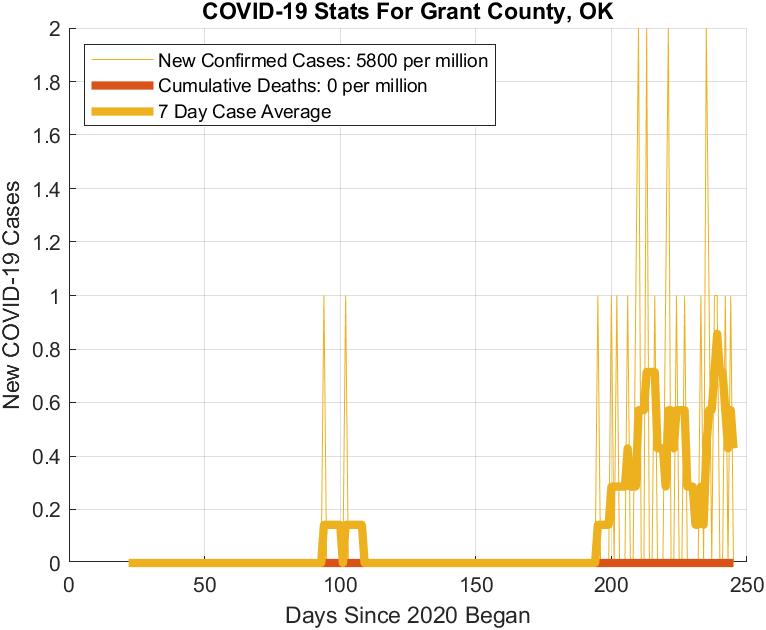 COVID-19 Stats For Grant County, OK
New Confirmed Cases: 5800 per million
Cumulative Deaths: 0 per million
7 Day Case Average
New COVID-19 Cases
2
1.8
1.6
1.4
1.2
1
0.8
0.6
0.4
0.2
0
0 50 100 150 200 250
Days Since 2020 Began